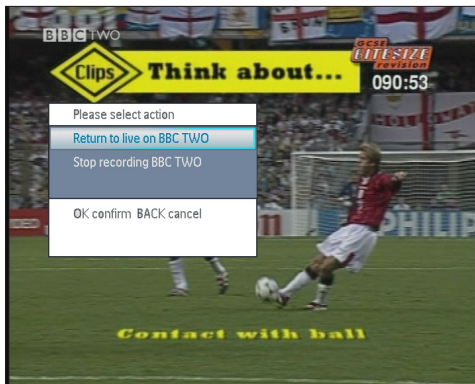 BBC TWO
GCSE
BITESIZE
revision
Clips Think about...
090:53
Please select action
Return to live on BBC TWO
Stop recording BBC TWO
OK confirm BACK cancel
PHILIP
Contact with ball